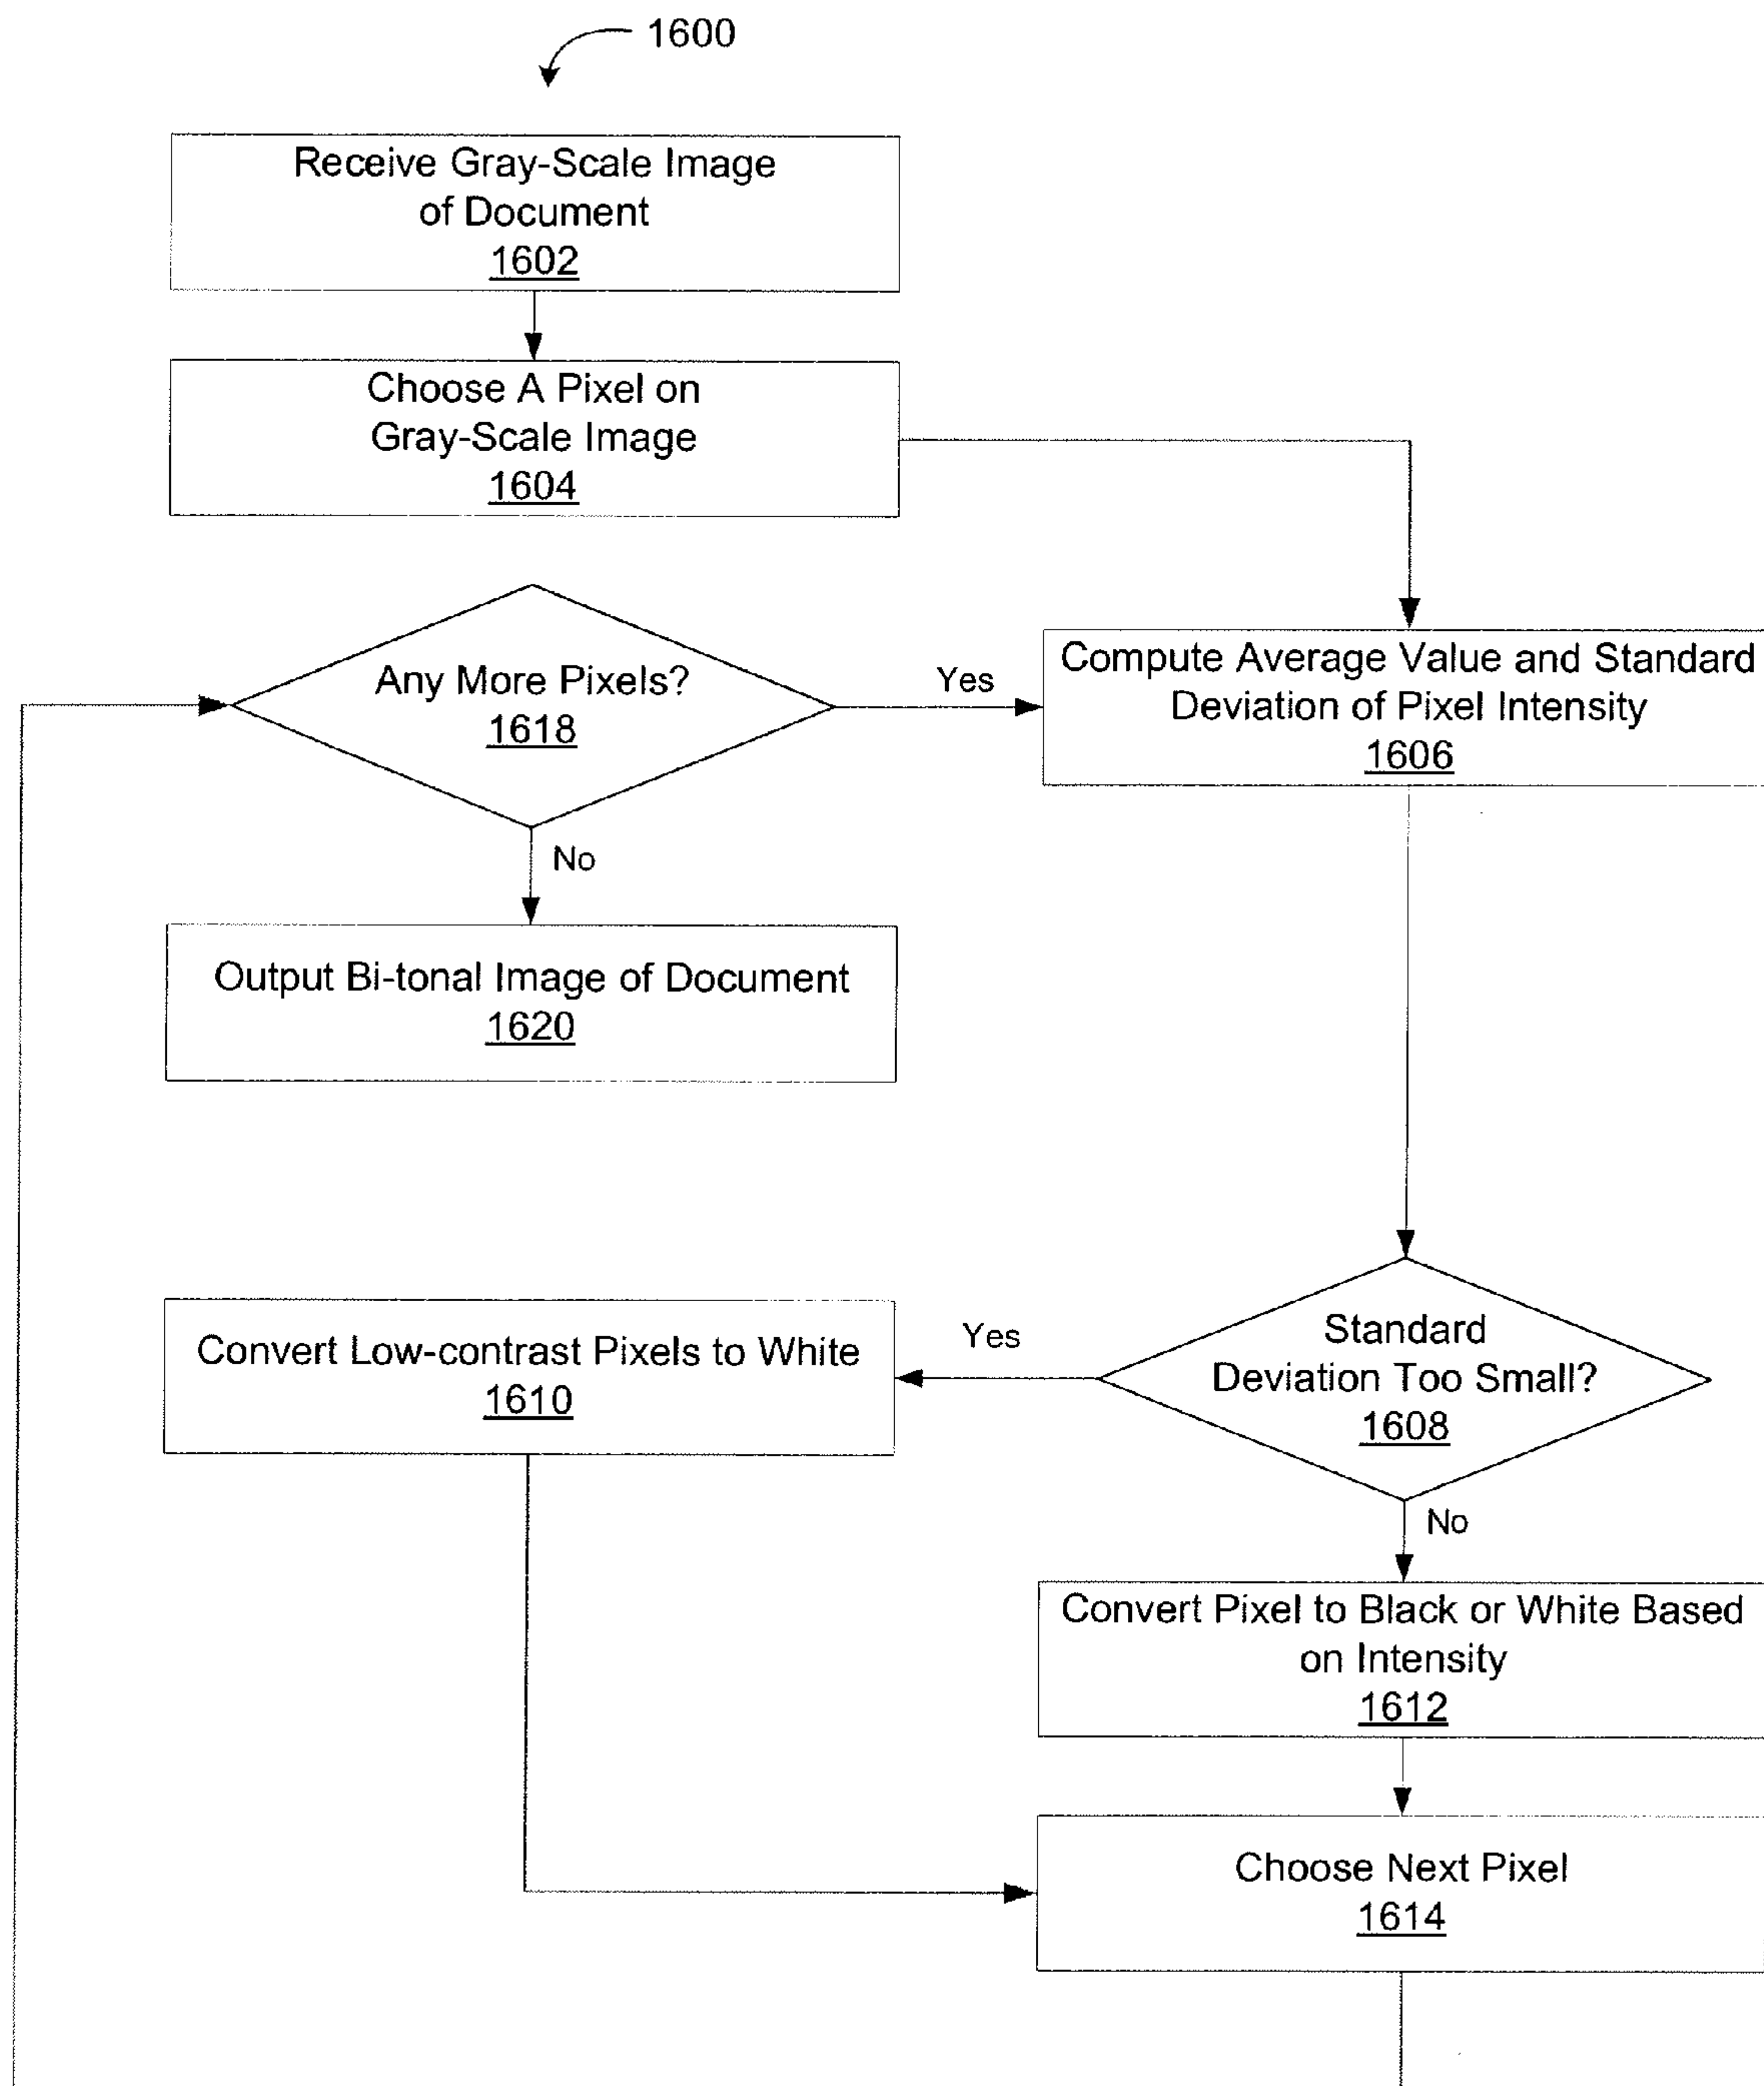 1600
Receive Gray-Scale Image
of Document
1602
Choose A Pixel on
Gray-Scale Image
1604
Any More Pixels?
1618
Yes
Compute Average Value and Standard
Deviation of Pixel Intensity
1606
No
Output Bi-tonal Image of Document
1620
Convert Low-contrast Pixels to White
1610
Yes
Standard
Deviation Too Small?
1608
No
Convert Pixel to Black or White Based
on Intensity
1612
Choose Next Pixel
1614